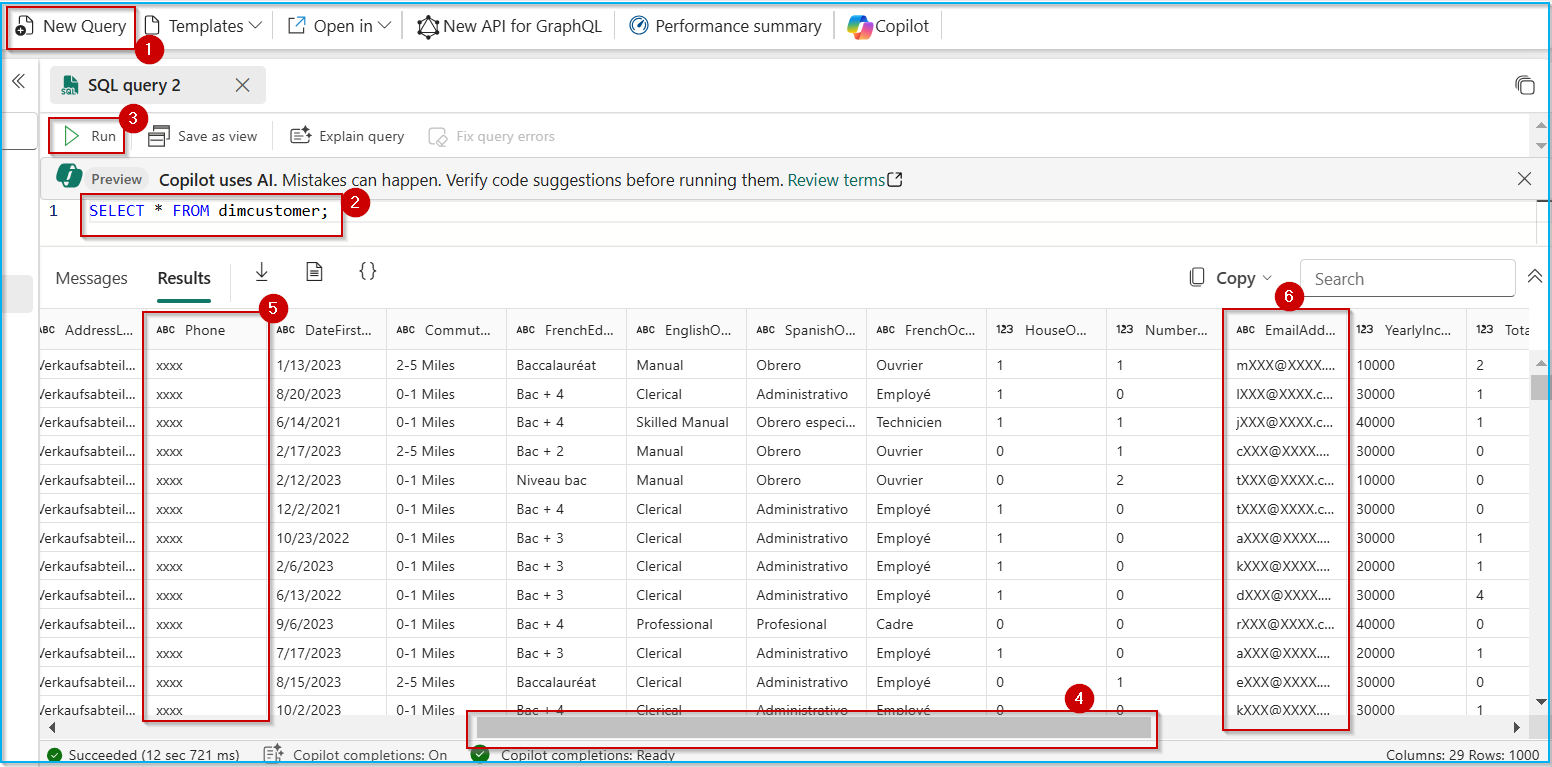 New Query Templates Open in New API for GraphQL Performance summary Copilot
1
SQL SQL query 2
3
Run Save as view Explain query Fix query errors
Preview Copilot uses AI. Mistakes can happen. Verify code suggestions before running them. Review terms
2
1 SELECT * FROM dimcustomer;
Messages Results {} Copy Search
5 6
ABC AddressL... ABC Phone ABC DateFirst... ABC Commut... ABC FrenchEd... ABC EnglishO... ABC SpanishO... ABC FrenchOc... 123 HouseO... 123 Number... ABC EmailAdd... 123 YearlyInc... 123 Tota
Verkaufsabteil... xxxx 1/13/2023 2-5 Miles Baccalauréat Manual Obrero Ouvrier 1 1 mXXX@XXXX.... 10000 2
Verkaufsabteil... xxxx 8/20/2023 0-1 Miles Bac + 4 Clerical Administrativo Employé 1 0 lXXX@XXXX.c... 30000 1
Verkaufsabteil... xxxx 6/14/2021 0-1 Miles Bac + 4 Skilled Manual Obrero especi... Technicien 1 1 jXXX@XXXX.c... 40000 1
Verkaufsabteil... xxxx 2/17/2023 2-5 Miles Bac + 2 Manual Obrero Ouvrier 0 1 cXXX@XXXX.... 30000 0
Verkaufsabteil... xxxx 2/12/2023 0-1 Miles Niveau bac Manual Obrero Ouvrier 0 2 tXXX@XXXX.c... 10000 0
Verkaufsabteil... xxxx 12/2/2021 0-1 Miles Bac + 4 Clerical Administrativo Employé 1 0 tXXX@XXXX.c... 30000 0
Verkaufsabteil... xxxx 10/23/2022 0-1 Miles Bac + 3 Clerical Administrativo Employé 1 0 aXXX@XXXX.... 30000 1
Verkaufsabteil... xxxx 2/6/2023 0-1 Miles Bac + 3 Clerical Administrativo Employé 1 0 kXXX@XXXX.... 20000 1
Verkaufsabteil... xxxx 6/13/2022 0-1 Miles Bac + 3 Clerical Administrativo Employé 1 0 dXXX@XXXX.... 30000 4
Verkaufsabteil... xxxx 9/6/2023 0-1 Miles Bac + 4 Professional Profesional Cadre 0 0 rXXX@XXXX.c... 40000 0
Verkaufsabteil... xxxx 7/17/2023 0-1 Miles Bac + 3 Clerical Administrativo Employé 1 0 aXXX@XXXX.... 20000 1
Verkaufsabteil... xxxx 8/15/2023 2-5 Miles Baccalauréat Clerical Administrativo Employé 0 1 eXXX@XXXX.... 30000 0
4
Verkaufsabteil... xxxx 10/2/2023 0-1 Miles Bac + 4 Clerical Administrativo Employé 0 0 kXXX@XXXX.... 30000 1
Succeeded (12 sec 721 ms) Copilot completions: On Copilot completions: Ready Columns: 29 Rows: 1000